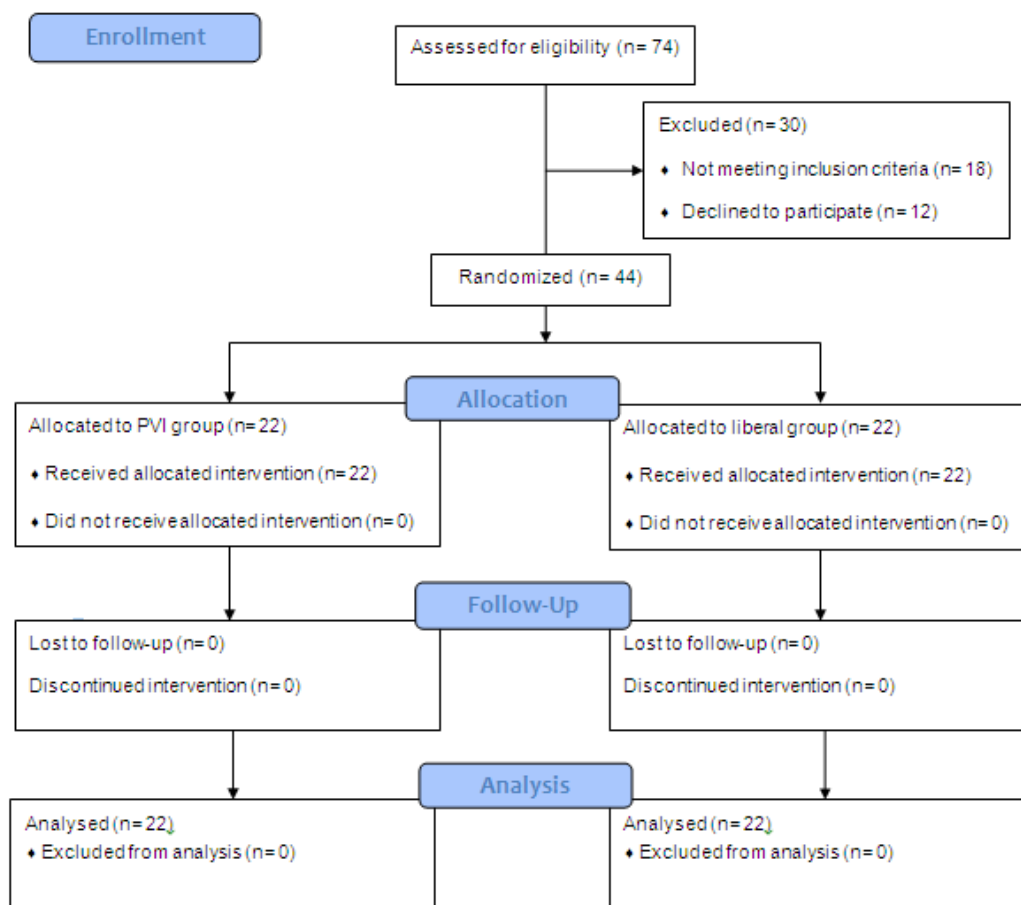 Enrollment
Assessed for eligibility (n= 74)
Excluded (n= 30)
♦ Not meeting inclusion criteria (n= 18)
♦ Declined to participate (n= 12)
Randomized (n= 44)
Allocation
Allocated to PVI group (n= 22)
♦ Received allocated intervention (n= 22)
♦ Did not receive allocated intervention (n= 0)
Allocated to liberal group (n= 22)
♦ Received allocated intervention (n= 22)
♦ Did not receive allocated intervention (n= 0)
Follow-Up
Lost to follow-up (n= 0)
Discontinued intervention (n= 0)
Lost to follow-up (n= 0)
Discontinued intervention (n= 0)
Analysis
Analysed (n= 22)
♦ Excluded from analysis (n= 0)
Analysed (n= 22)
♦ Excluded from analysis (n= 0)